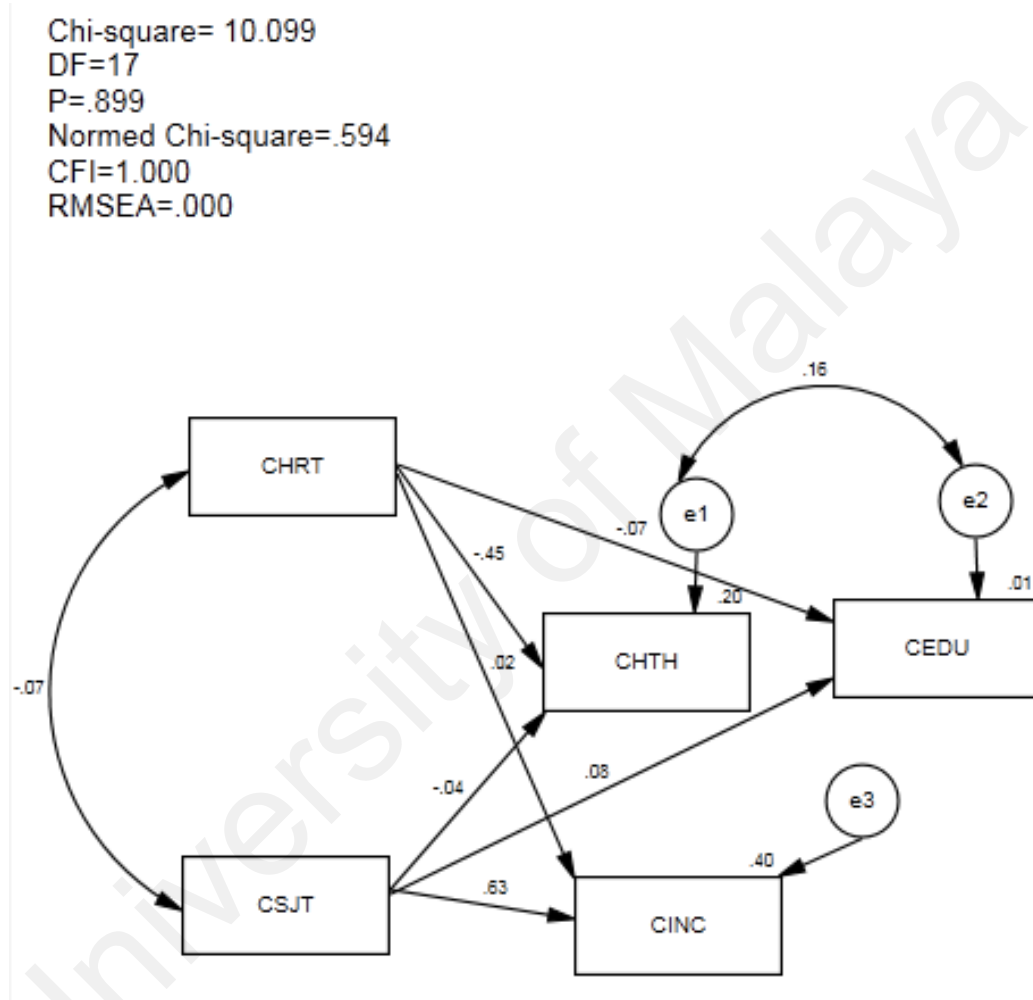 Chi-square= 10.099
DF=17
P=.899
Normed Chi-square=.594
CFI=1.000
RMSEA=.000
.16
CHRT
e1
e2
-.07
-.45
.20
.01
.02
CHTH
CEDU
-.07
-.04
.08
e3
.40
.63
CSJT
CINC
University of Malaya